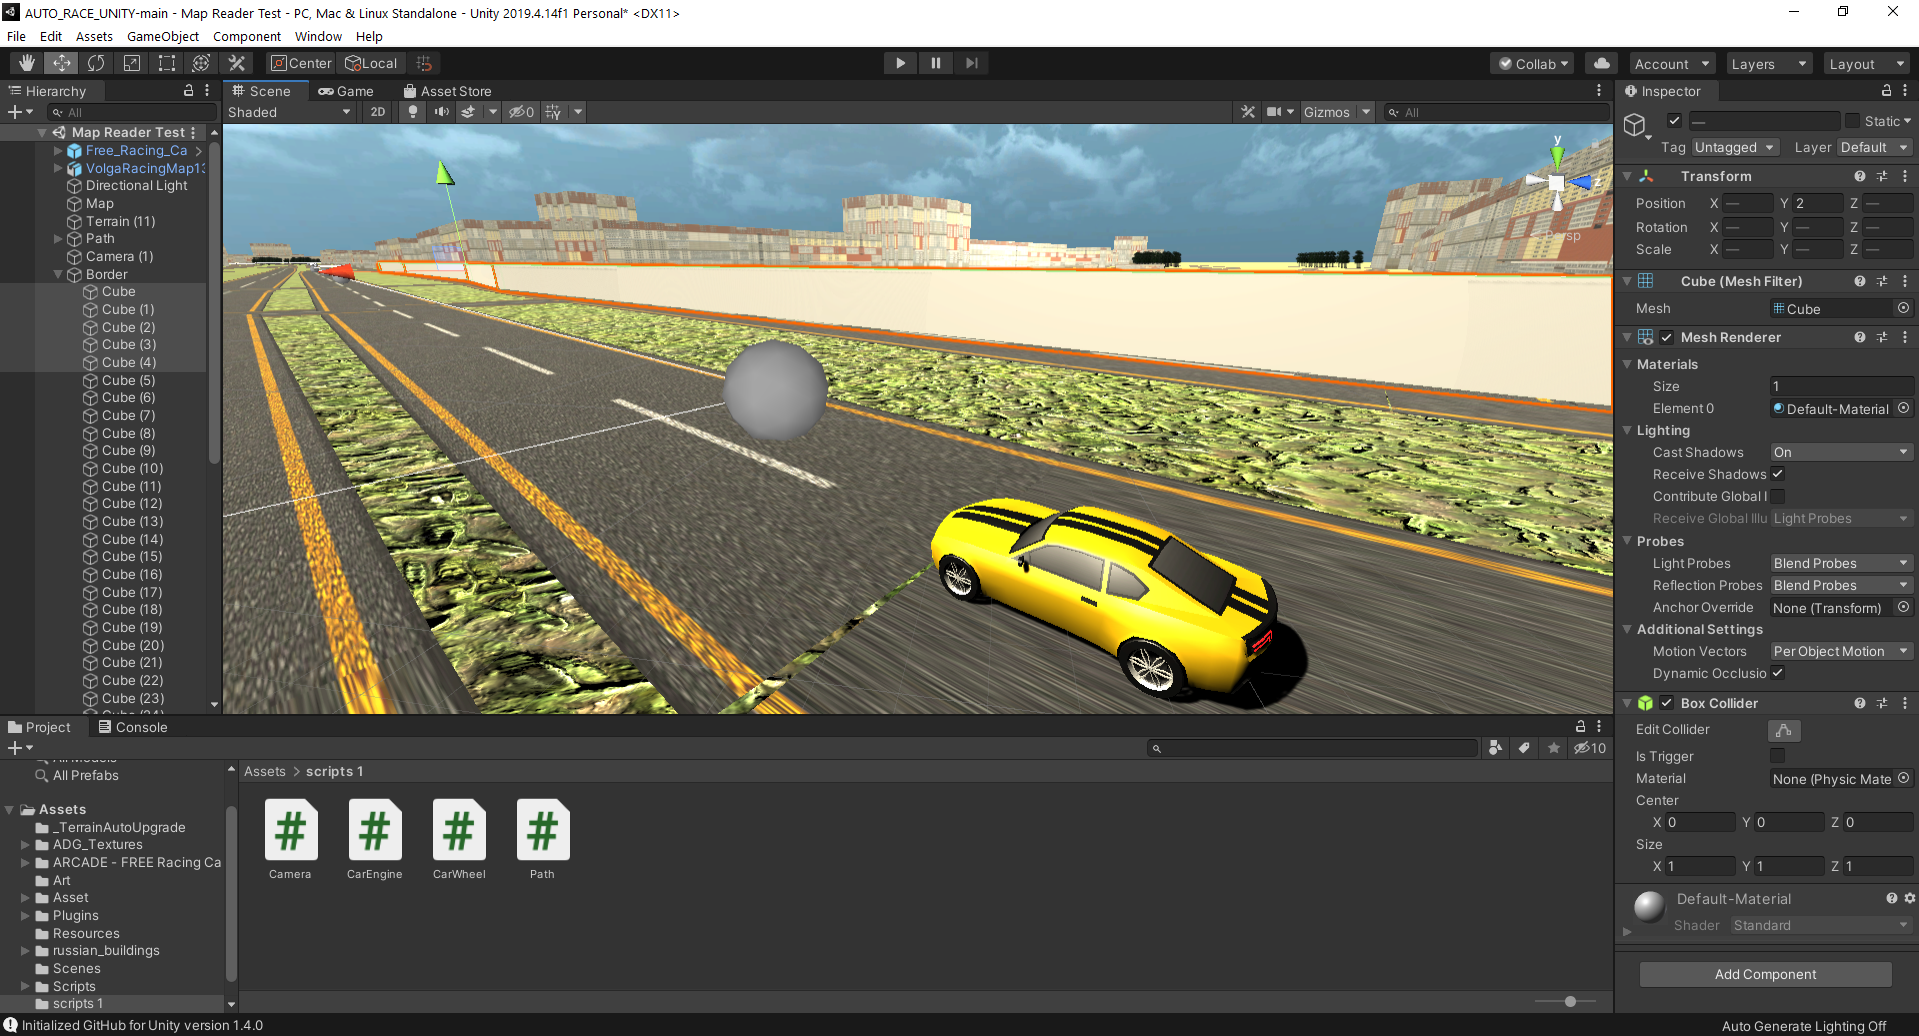 AUTO_RACE_UNITY-main - Map Reader Test - PC, Mac & Linux Standalone - Unity 2019.4.14f1 Personal* <DX11>
File Edit Assets GameObject Component Window Help
Center Local Collab Account Layers Layout
Hierarchy
All
Map Reader Test
Free_Racing_Ca
VolgaRacingMap13
Directional Light
Map
Terrain (11)
Path
Camera (1)
Border
Cube
Cube (1)
Cube (2)
Cube (3)
Cube (4)
Cube (5)
Cube (6)
Cube (7)
Cube (8)
Cube (9)
Cube (10)
Cube (11)
Cube (12)
Cube (13)
Cube (14)
Cube (15)
Cube (16)
Cube (17)
Cube (18)
Cube (19)
Cube (20)
Cube (21)
Cube (22)
Cube (23)
Scene Game Asset Store
Shaded 2D 0 Gizmos All
y
Persp
Inspector
— Static
Tag Untagged Layer Default
Transform
Position X — Y 2 Z —
Rotation X — Y — Z —
Scale X — Y — Z —
Cube (Mesh Filter)
Mesh Cube
Mesh Renderer
Materials
Size 1
Element 0 Default-Material
Lighting
Cast Shadows On
Receive Shadows
Contribute Global I
Receive Global Illu Light Probes
Probes
Light Probes Blend Probes
Reflection Probes Blend Probes
Anchor Override None (Transform)
Additional Settings
Motion Vectors Per Object Motion
Dynamic Occlusio
Box Collider
Edit Collider
Is Trigger
Material None (Physic Mate
Center
X 0 Y 0 Z 0
Size
X 1 Y 1 Z 1
Default-Material
Shader Standard
Add Component
Project Console
10
All Prefabs
Assets
_TerrainAutoUpgrade
ADG_Textures
ARCADE - FREE Racing Ca
Art
Asset
Plugins
Resources
russian_buildings
Scenes
Scripts
scripts 1
Assets > scripts 1
Camera CarEngine CarWheel Path
Initialized GitHub for Unity version 1.4.0
Auto Generate Lighting Off